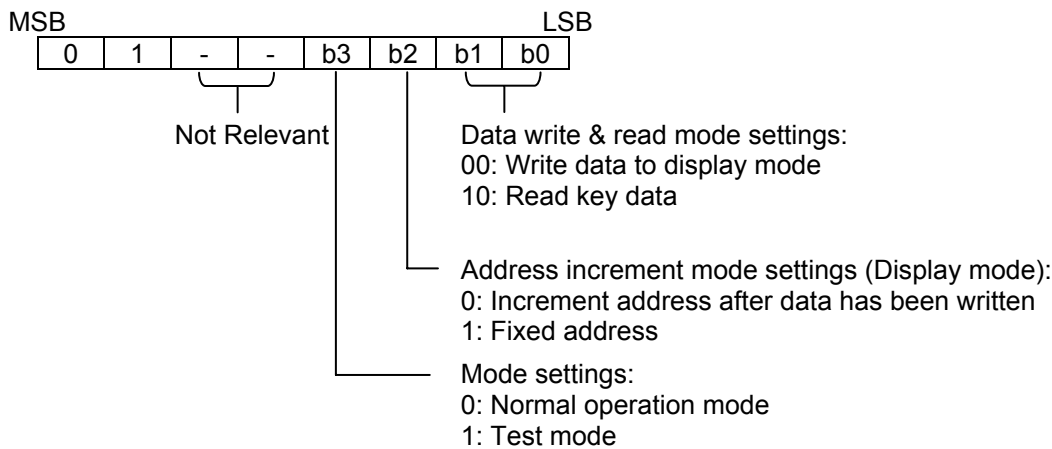 MSB LSB
0 1 - - b3 b2 b1 b0
Not Relevant
Data write & read mode settings:
00: Write data to display mode
10: Read key data
Address increment mode settings (Display mode):
0: Increment address after data has been written
1: Fixed address
Mode settings:
0: Normal operation mode
1: Test mode